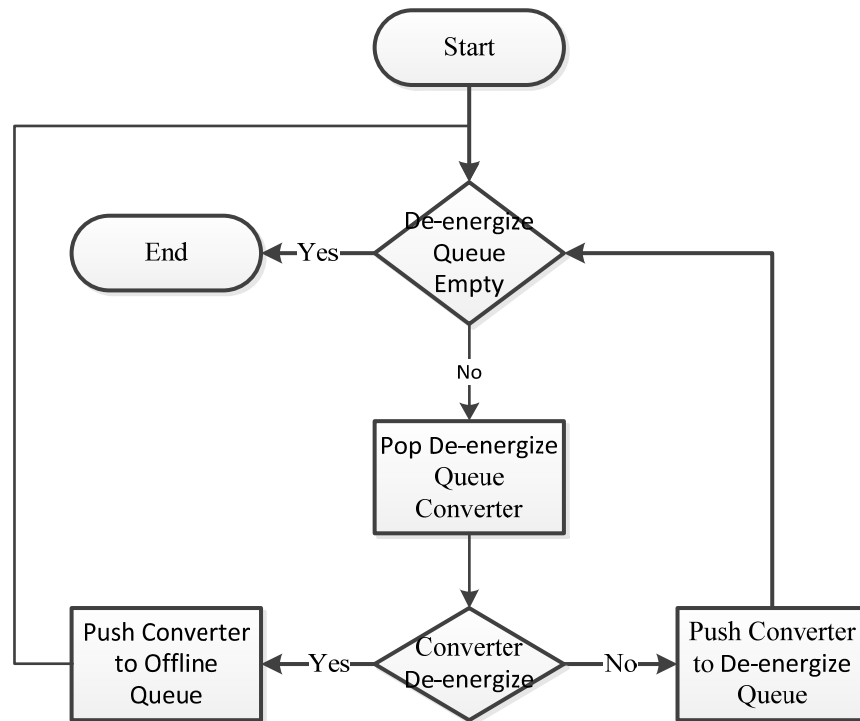 Start
De-energize
Queue
Empty
Yes
End
No
Pop De-energize
Queue
Converter
Converter
De-energize
Yes
Push Converter
to Offline
Queue
No
Push Converter
to De-energize
Queue